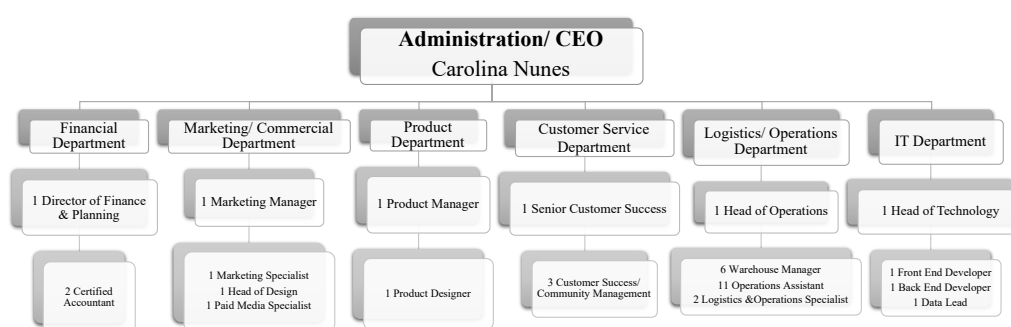 Administration/ CEO
Carolina Nunes
Financial
Department
Marketing/ Commercial
Department
Product
Department
Customer Service
Department
Logistics/ Operations
Department
IT Department
1 Director of Finance
& Planning
1 Marketing Manager
1 Product Manager
1 Senior Customer Success
1 Head of Operations
1 Head of Technology
2 Certified
Accountant
1 Marketing Specialist
1 Head of Design
1 Paid Media Specialist
1 Product Designer
3 Customer Success/
Community Management
6 Warehouse Manager
11 Operations Assistant
2 Logistics &Operations Specialist
1 Front End Developer
1 Back End Developer
1 Data Lead